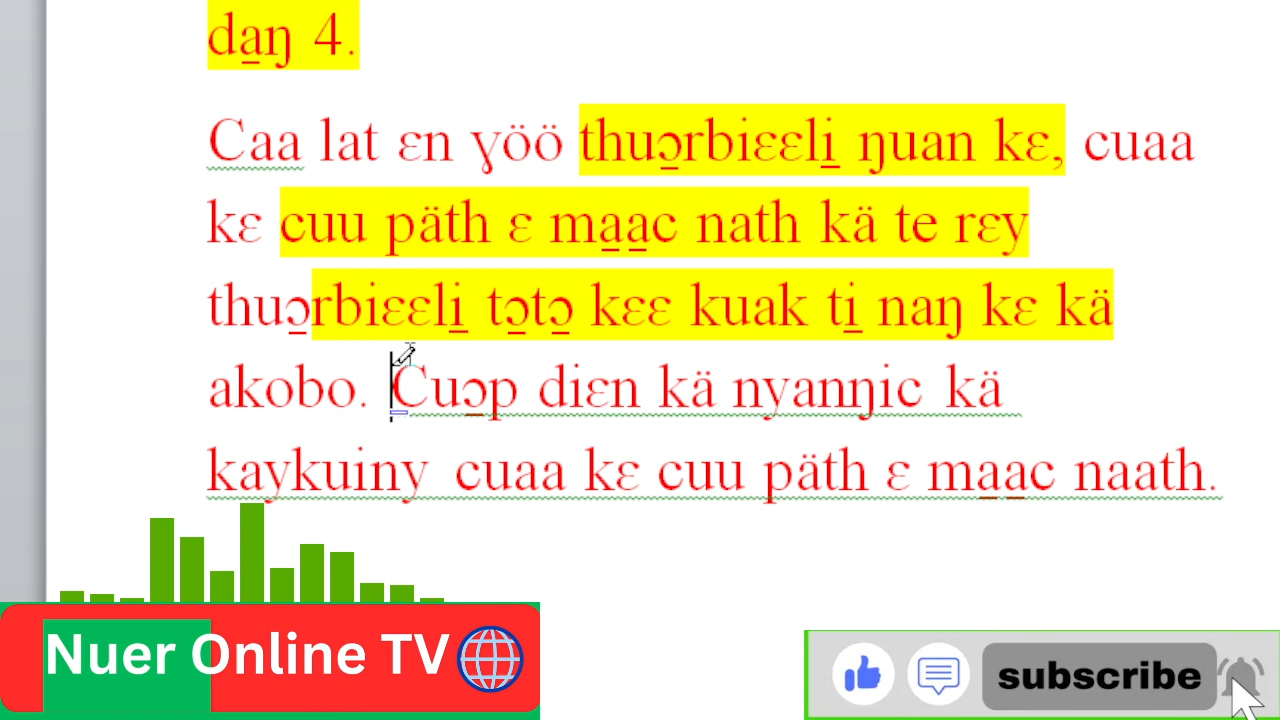 da̱ŋ 4.
Caa lat ɛn ɣöö thuɔ̱rbiɛɛli̱ ŋuan kɛ, cuaa
kɛ cuu päth ɛ ma̱a̱c nath kä te rɛy
thuɔ̱rbiɛɛli̱ tɔ̱tɔ̱ kɛɛ kuak ti̱ naŋ kɛ kä
akobo. Cuɔ̱p diɛn kä nyanŋic kä
kaykuiny cuaa kɛ cuu päth ɛ ma̱a̱c naath.
Nuer Online TV
subscribe